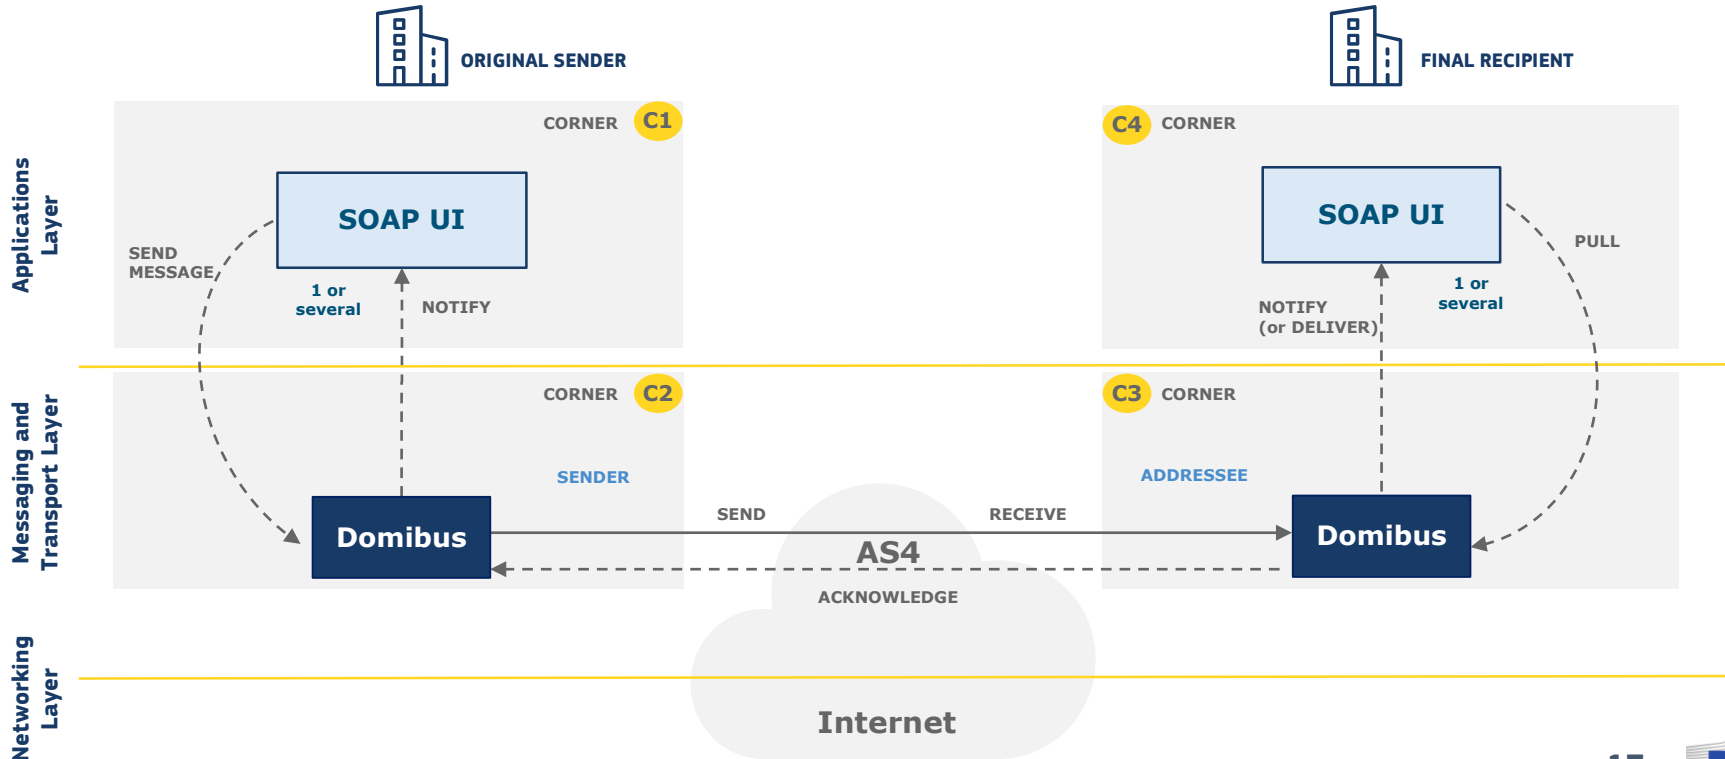 ORIGINAL SENDER
FINAL RECIPIENT
Applications
Layer
CORNER
C1
SOAP UI
SEND
MESSAGE
1 or
several
NOTIFY
C4
CORNER
SOAP UI
PULL
1 or
several
NOTIFY
(or DELIVER)
Messaging and
Transport Layer
CORNER
C2
SENDER
Domibus
C3
CORNER
ADDRESSEE
Domibus
SEND
RECEIVE
AS4
ACKNOWLEDGE
Networking
Layer
Internet